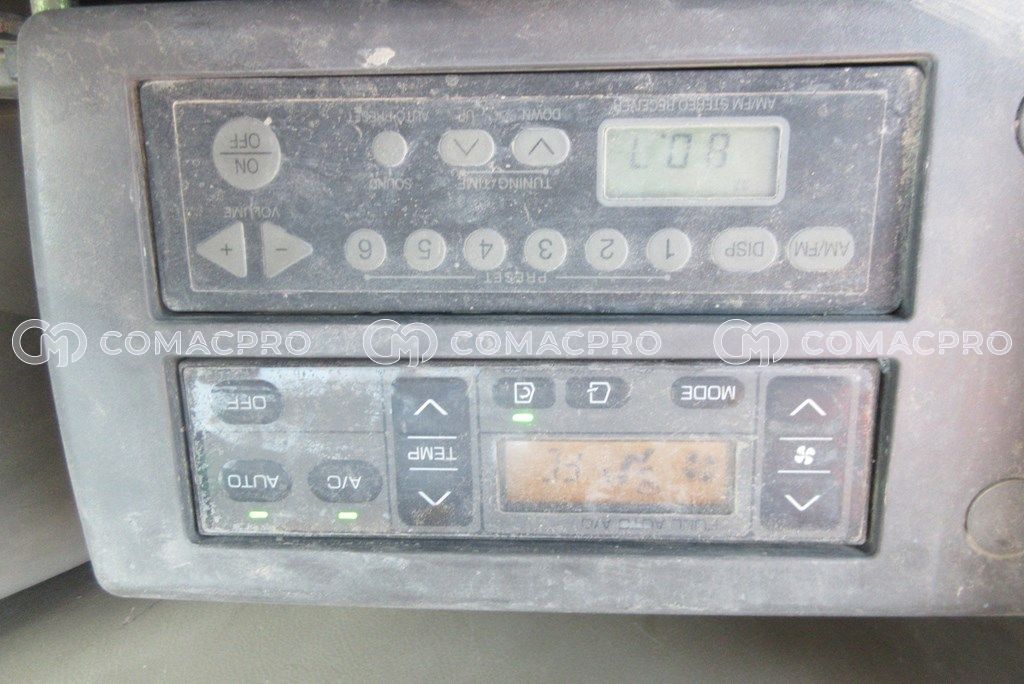 FULL AUTO A/C
A/C AUTO
TEMP
MODE OFF
COMACPRO COMACPRO COMACPRO
PRESET
AM/FM DISP 1 2 3 4 5 6 − +
VOLUME
TUNING/TIME SOUND
ON
OFF
AM/FM STEREO RECEIVER DOWN UP AUTO-PRESET